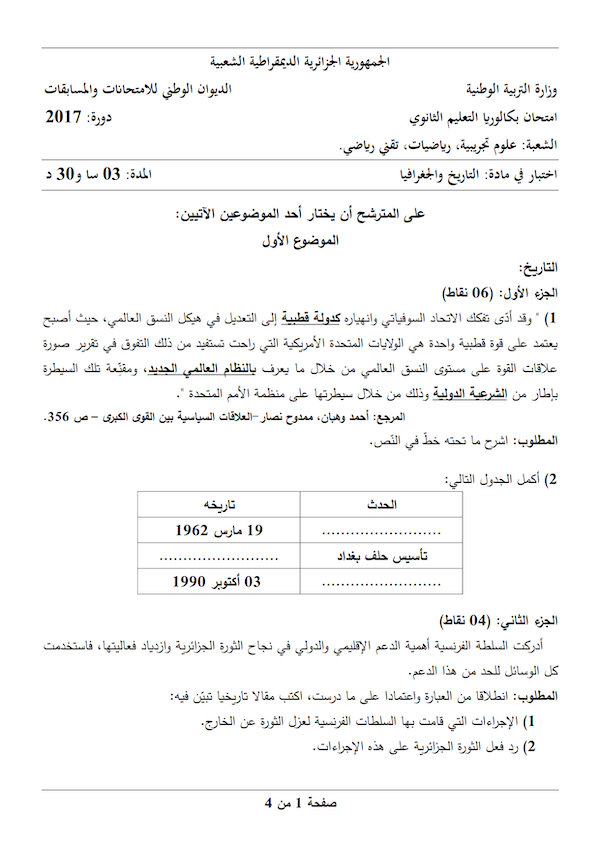 الجمهورية الجزائرية الديمقراطية الشعبية
وزارة التربية الوطنية الديوان الوطني للامتحانات والمسابقات
امتحان بكالوريا التعليم الثانوي دورة: 2017
الشعبة: علوم تجريبية، رياضيات، تقني رياضي.
اختبار في مادة: التاريخ والجغرافيا المدة: 03 سا و30 د
على المترشح أن يختار أحد الموضوعين الآتيين:
الموضوع الأول
التاريخ:
الجزء الأول: (06 نقاط)
1) " وقد أدّى تفكك الاتحاد السوفياتي وانهياره كدولة قطبية إلى التعديل في هيكل النسق العالمي، حيث أصبح
يعتمد على قوة قطبية واحدة هي الولايات المتحدة الأمريكية التي راحت تستفيد من ذلك التفوق في تقرير صورة
علاقات القوة على مستوى النسق العالمي من خلال ما يعرف بالنظام العالمي الجديد، ومقنّعة تلك السيطرة
بإطار من الشرعية الدولية وذلك من خلال سيطرتها على منظمة الأمم المتحدة ".
المرجع: أحمد وهبان، ممدوح نصار–العلاقات السياسية بين القوى الكبرى – ص 356.
المطلوب: اشرح ما تحته خطّ في النّص.
2) أكمل الجدول التالي:
الحدث تاريخه
........................ 19 مارس 1962
تأسيس حلف بغداد ........................
........................ 03 أكتوبر 1990
الجزء الثاني: (04 نقاط)
أدركت السلطة الفرنسية أهمية الدعم الإقليمي والدولي في نجاح الثورة الجزائرية وازدياد فعاليتها، فاستخدمت
كل الوسائل للحد من هذا الدعم.
المطلوب: انطلاقا من العبارة واعتمادا على ما درست، اكتب مقالا تاريخيا تبيّن فيه:
1) الإجراءات التي قامت بها السلطات الفرنسية لعزل الثورة عن الخارج.
2) رد فعل الثورة الجزائرية على هذه الإجراءات.
صفحة 1 من 4